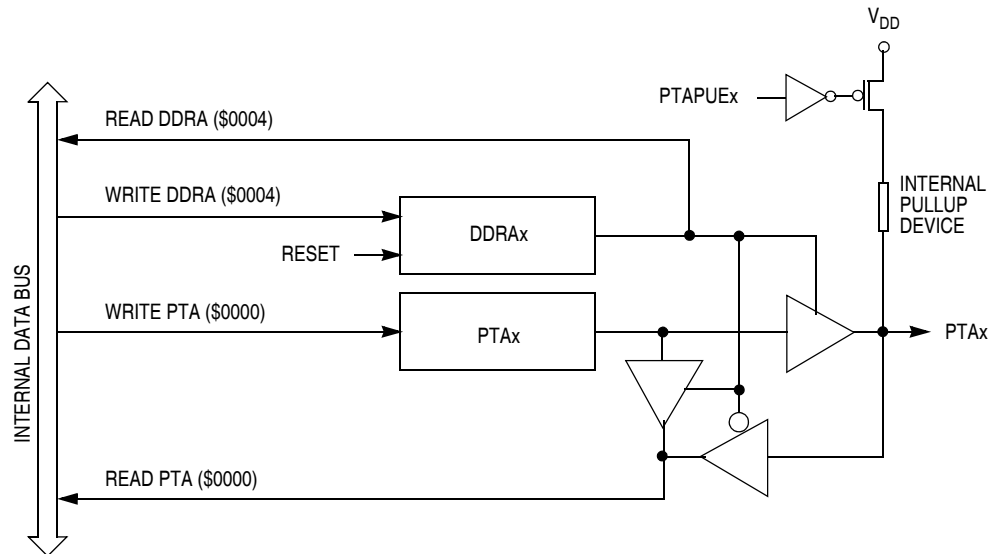 VDD
PTAPUEx
READ DDRA ($0004)
WRITE DDRA ($0004)
INTERNAL
PULLUP
DEVICE
DDRAx
RESET
WRITE PTA ($0000)
PTAx
PTAx
INTERNAL DATA BUS
READ PTA ($0000)